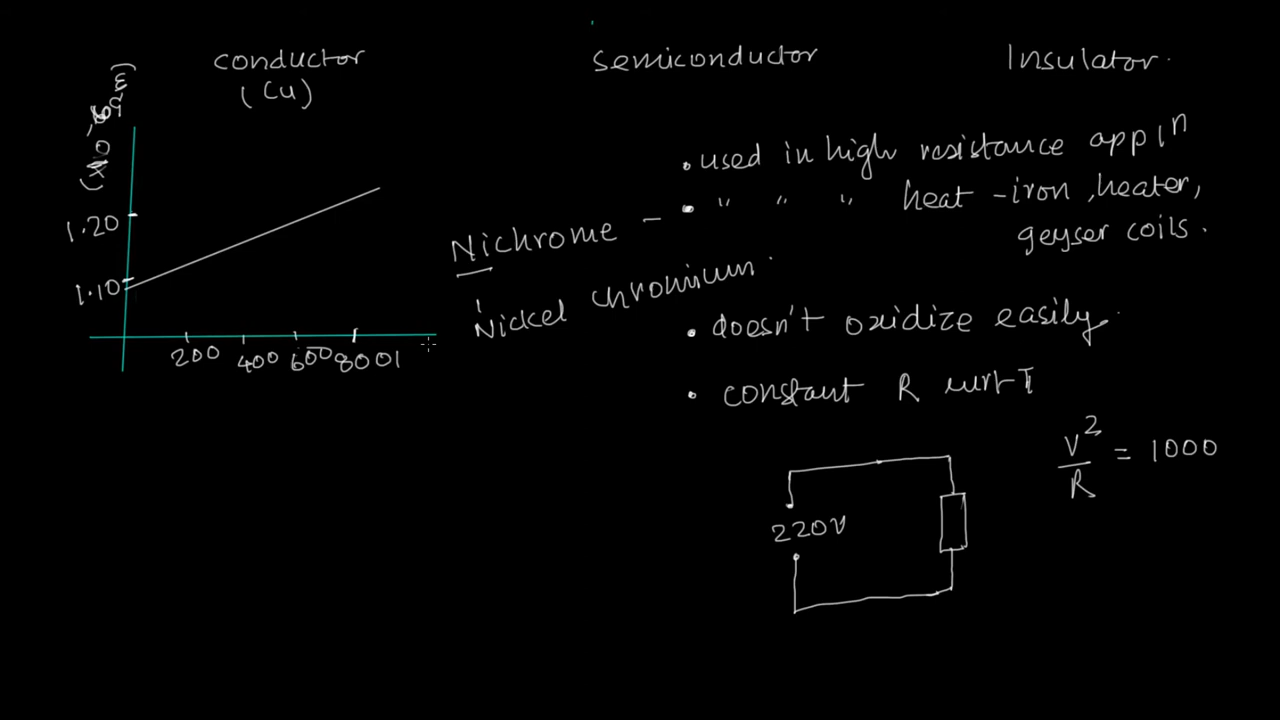 conductor
(Cu)
semiconductor
Insulator.
1.20
1.10
200 400 600 800
Nichrome –
Nickel chromium.
• used in high resistance applⁿ
• " " " heat - iron, heater,
geyser coils.
• doesn't oxidize easily.
• constant R wrt T
220V
V²/R = 1000